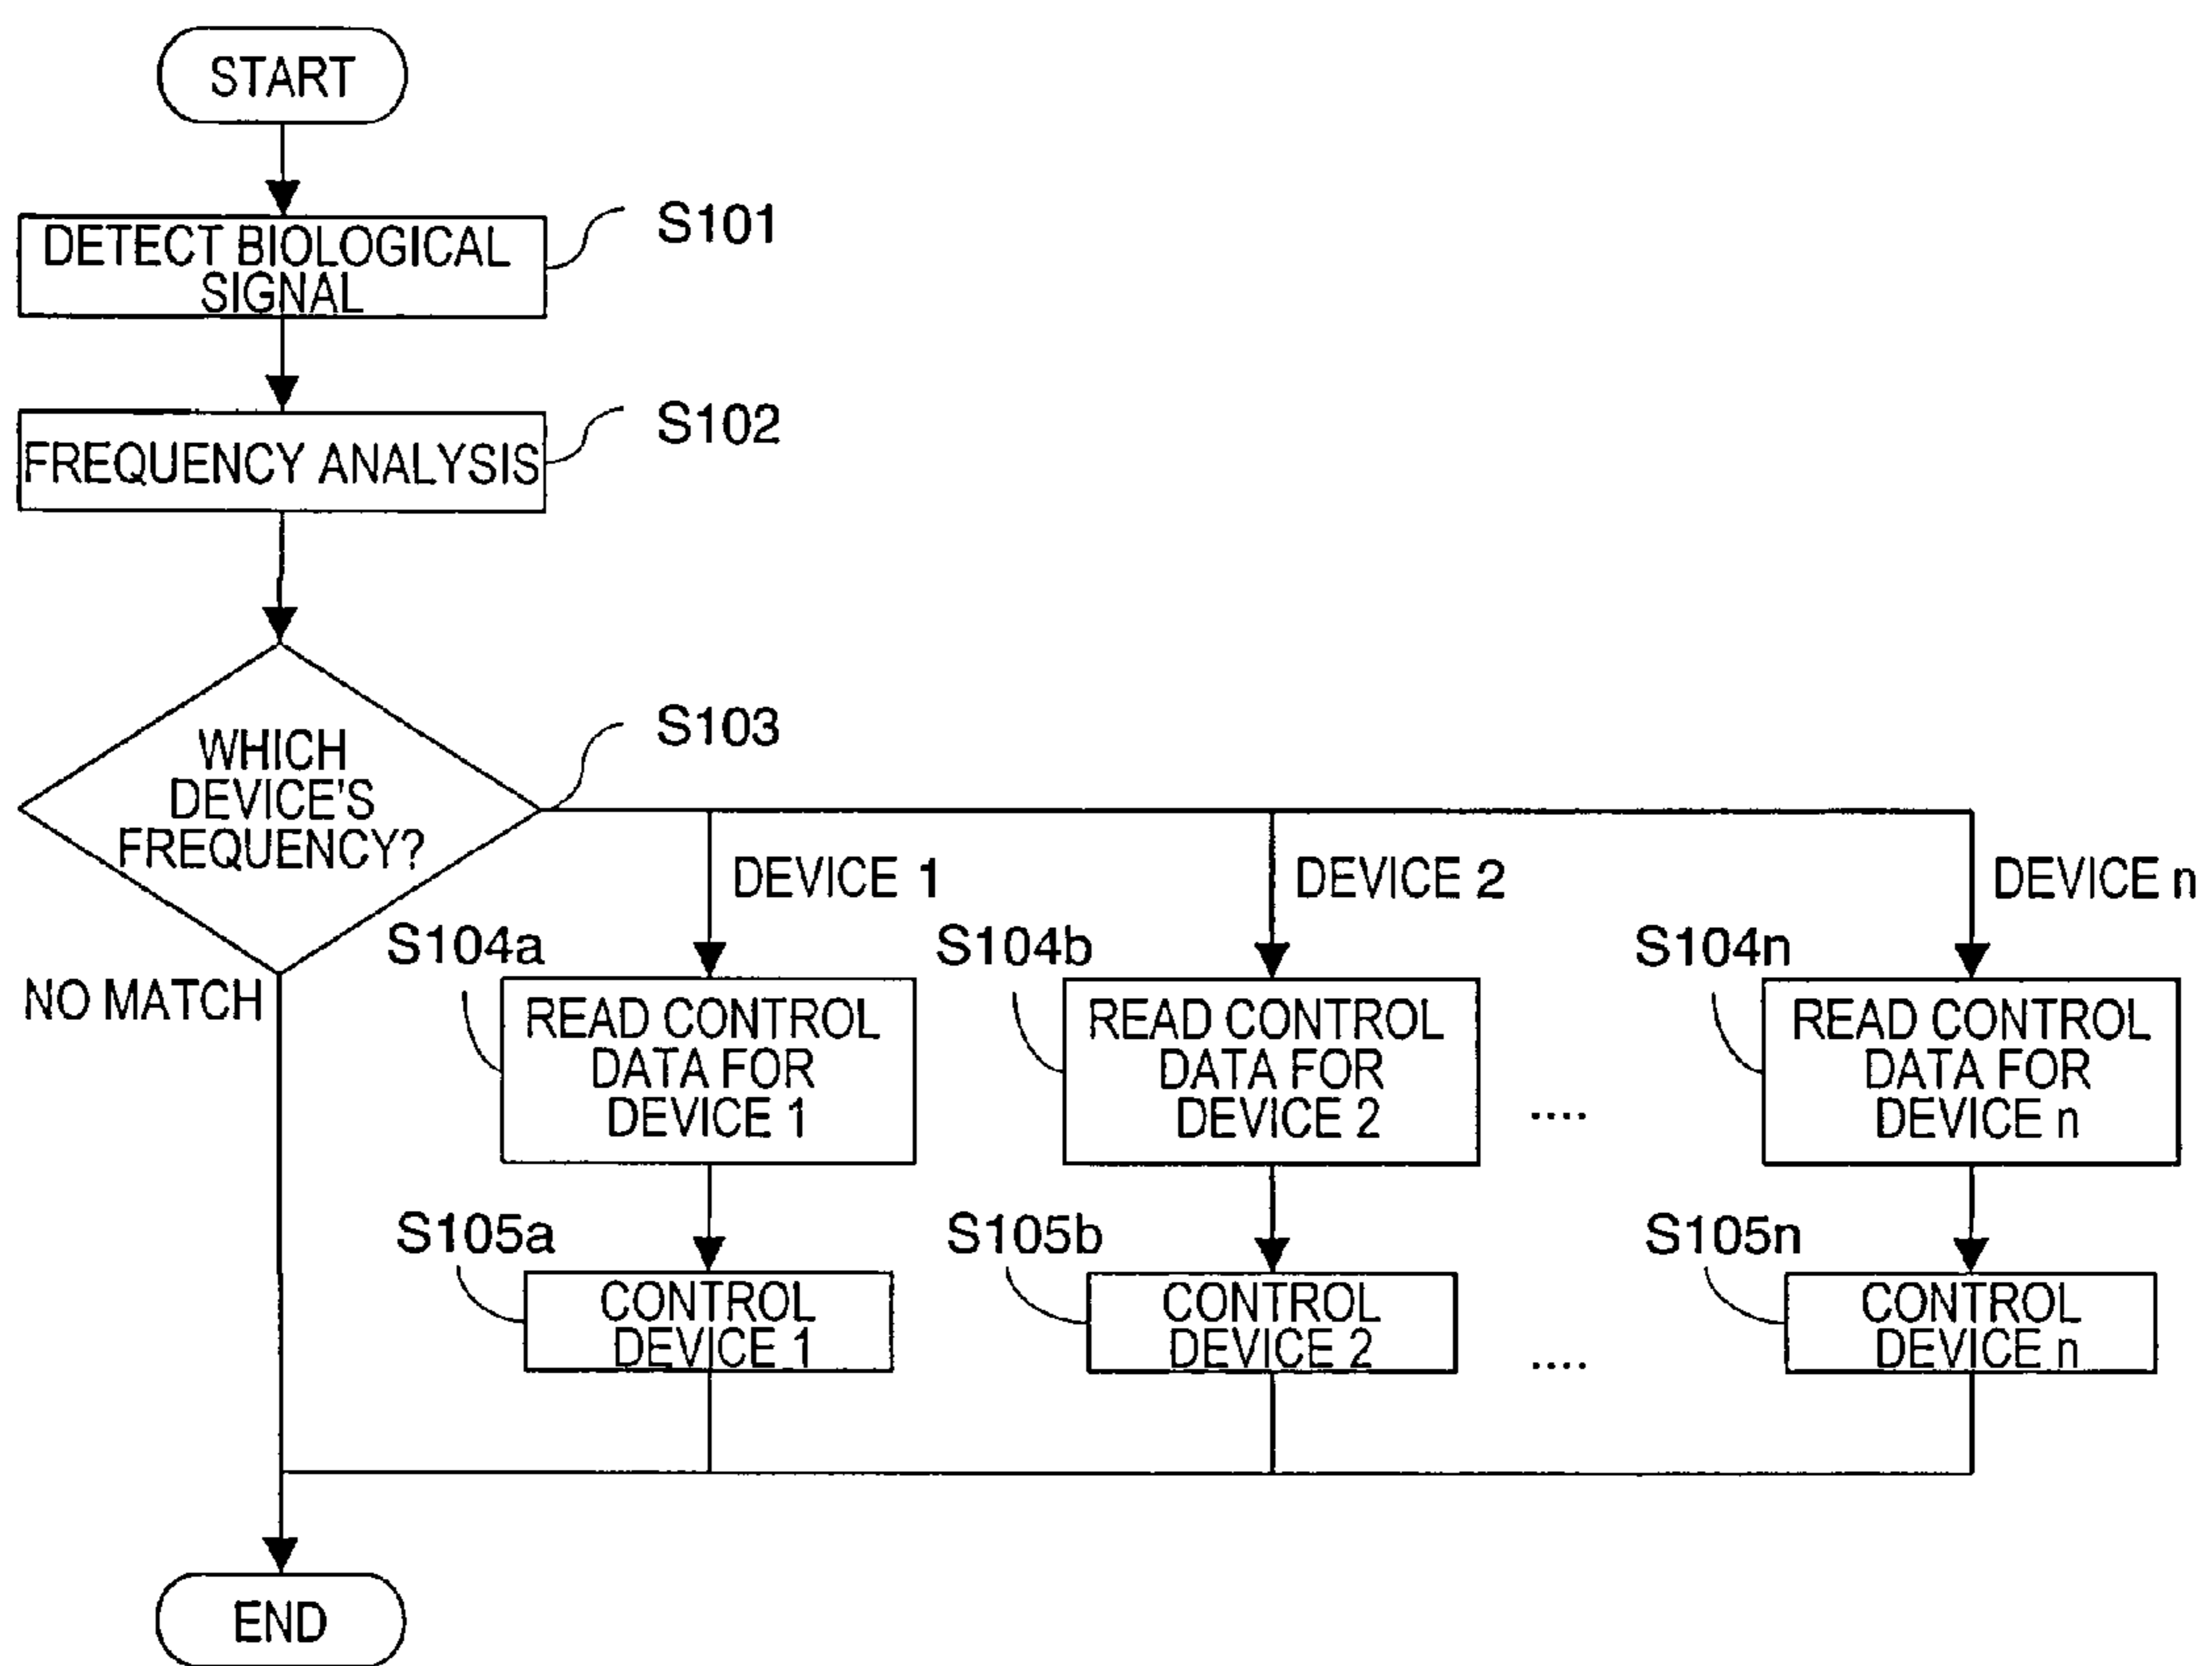 START
DETECT BIOLOGICAL
SIGNAL
S101
FREQUENCY ANALYSIS
S102
WHICH
DEVICE'S
FREQUENCY?
S103
NO MATCH
DEVICE 1
DEVICE 2
DEVICE n
S104a
READ CONTROL
DATA FOR
DEVICE 1
S104b
READ CONTROL
DATA FOR
DEVICE 2
....
S104n
READ CONTROL
DATA FOR
DEVICE n
S105a
CONTROL
DEVICE 1
S105b
CONTROL
DEVICE 2
....
S105n
CONTROL
DEVICE n
END